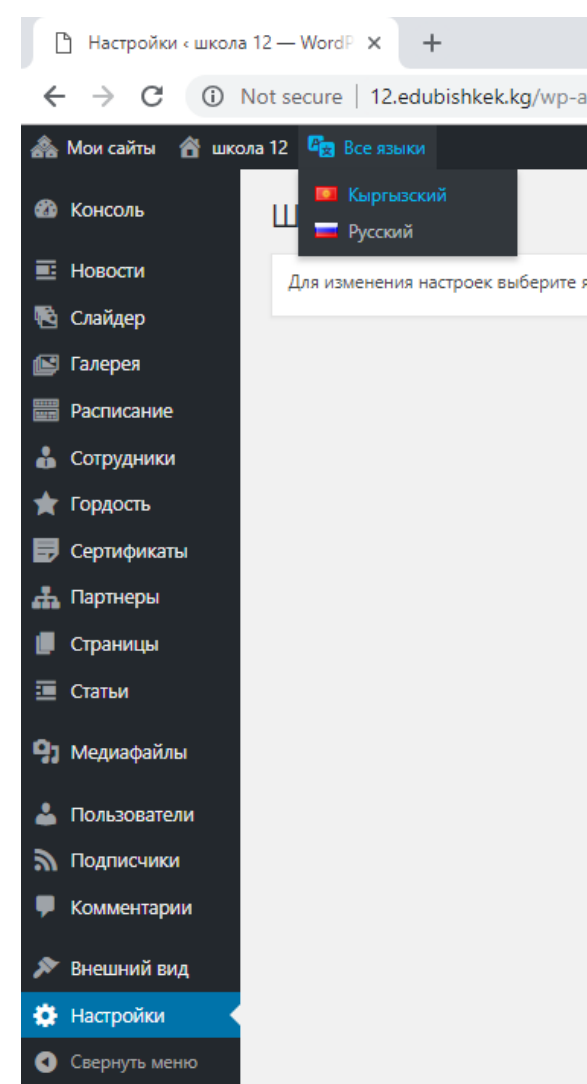 Настройки ‹ школа 12 — WordP
Not secure | 12.edubishkek.kg/wp-a
Мои сайты школа 12 Все языки
Кыргызский
Русский
Консоль
Ш
Для изменения настроек выберите я
Новости
Слайдер
Галерея
Расписание
Сотрудники
Гордость
Сертификаты
Партнеры
Страницы
Статьи
Медиафайлы
Пользователи
Подписчики
Комментарии
Внешний вид
Настройки
Свернуть меню